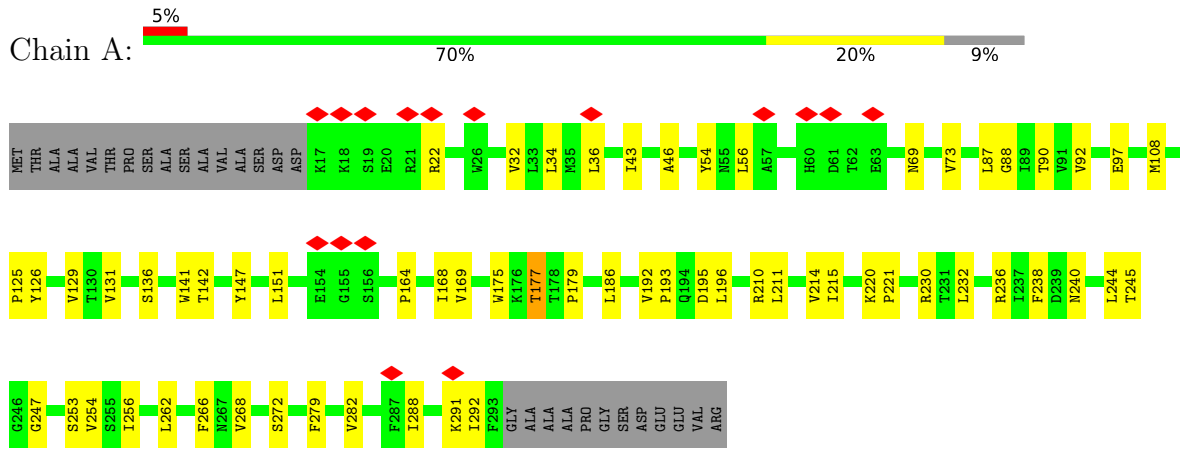 5%
Chain A:
70% 20% 9%
MET THR ALA ALA VAL THR PRO SER ALA SER ALA VAL ALA SER ASP ASP K17 K18 S19 E20 R21 R22 W26 V32 L33 L34 M35 L36 I43 A46 Y54 N55 L56 A57 H60 D61 T62 E63 N69 V73 L87 G88 I89 T90 V91 V92 E97 M108
P125 Y126 V129 T130 V131 S136 W141 T142 Y147 L151 E154 G155 S156 P164 I168 V169 W175 K176 T177 T178 P179 L186 V192 P193 Q194 D195 L196 R210 L211 V214 I215 K220 P221 R230 T231 L232 R236 I237 F238 D239 N240 L244 T245
G246 G247 S253 V254 S255 I256 L262 F266 N267 V268 S272 F279 V282 F287 I288 K291 I292 F293 GLY ALA ALA ALA PRO GLY SER ASP GLU GLU VAL ARG